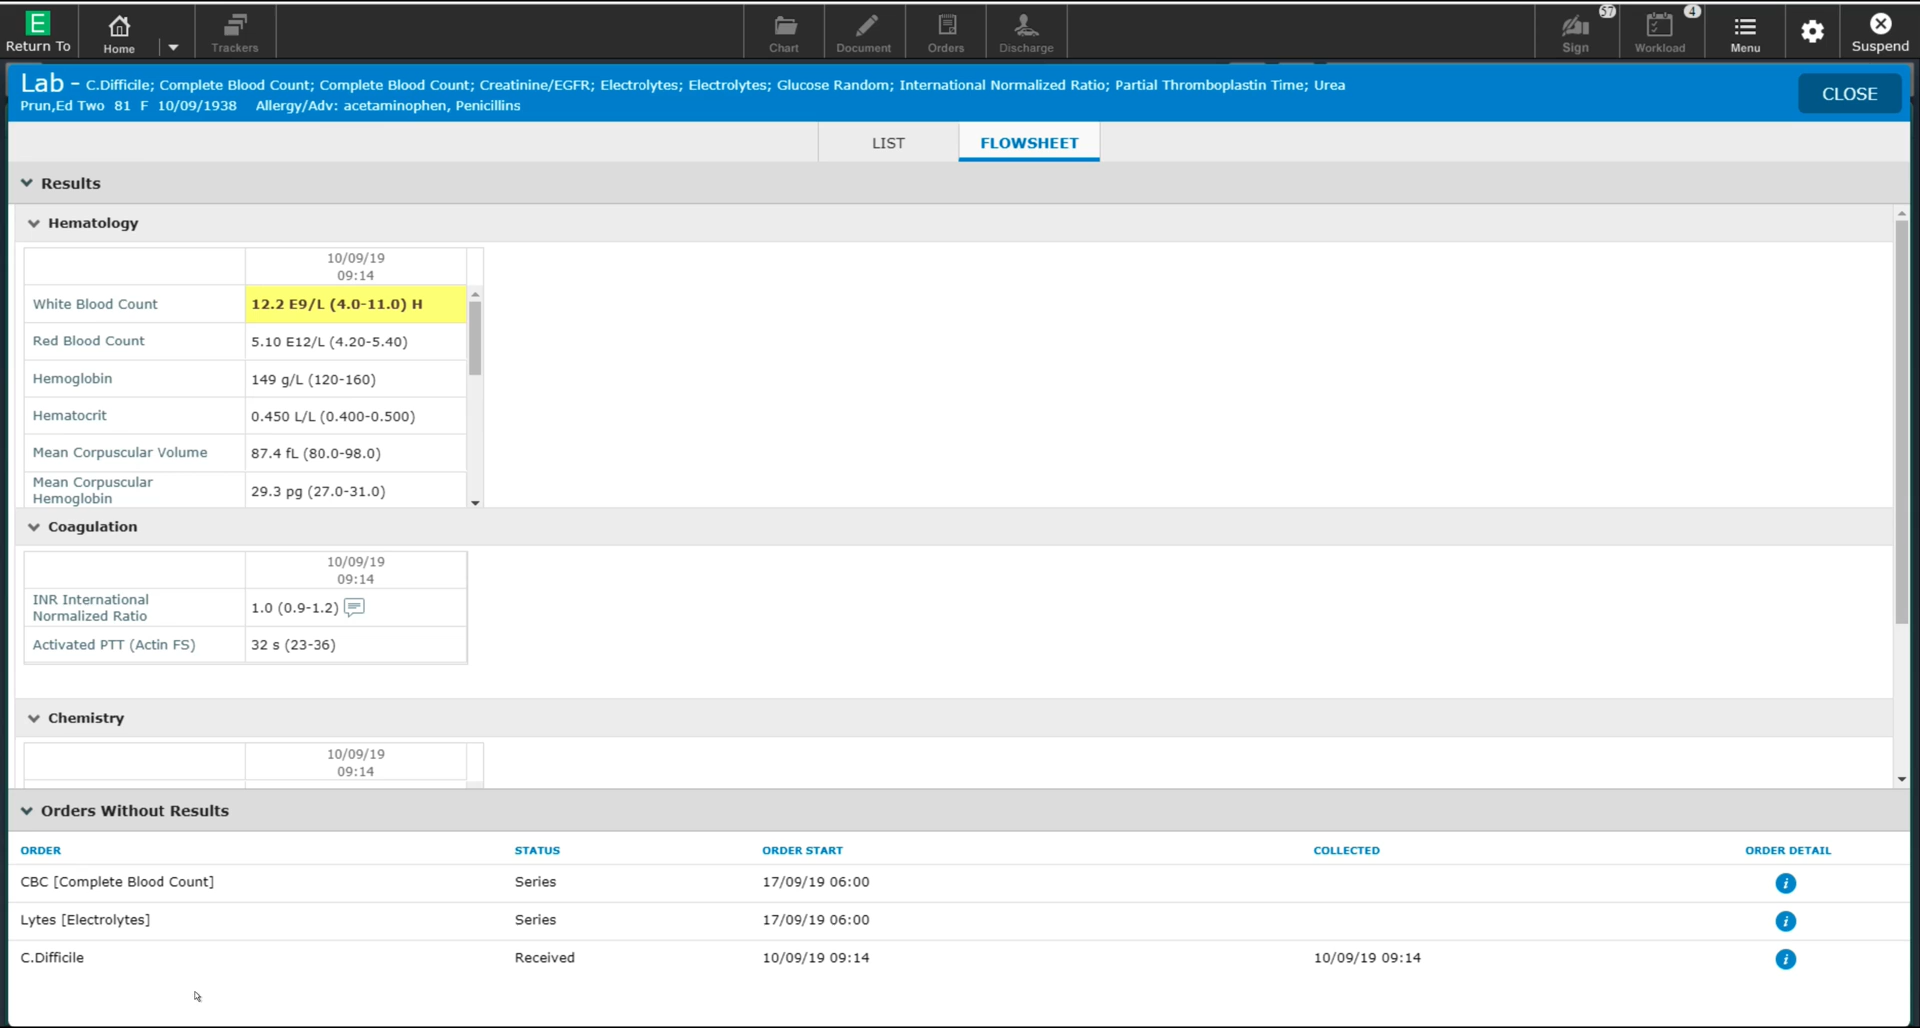 E
Return To
Home
Trackers
Chart
Document
Orders
Discharge
57
Sign
4
Workload
Menu
Suspend
Lab - C.Difficile; Complete Blood Count; Complete Blood Count; Creatinine/EGFR; Electrolytes; Electrolytes; Glucose Random; International Normalized Ratio; Partial Thromboplastin Time; Urea
Prun,Ed Two 81 F 10/09/1938 Allergy/Adv: acetaminophen, Penicillins
CLOSE
LIST
FLOWSHEET
Results
Hematology
10/09/19
09:14
White Blood Count 12.2 E9/L (4.0-11.0) H
Red Blood Count 5.10 E12/L (4.20-5.40)
Hemoglobin 149 g/L (120-160)
Hematocrit 0.450 L/L (0.400-0.500)
Mean Corpuscular Volume 87.4 fL (80.0-98.0)
Mean Corpuscular
Hemoglobin
29.3 pg (27.0-31.0)
Coagulation
10/09/19
09:14
INR International
Normalized Ratio
1.0 (0.9-1.2)
Activated PTT (Actin FS) 32 s (23-36)
Chemistry
10/09/19
09:14
Orders Without Results
ORDER STATUS ORDER START COLLECTED ORDER DETAIL
CBC [Complete Blood Count] Series 17/09/19 06:00 i
Lytes [Electrolytes] Series 17/09/19 06:00 i
C.Difficile Received 10/09/19 09:14 10/09/19 09:14 i